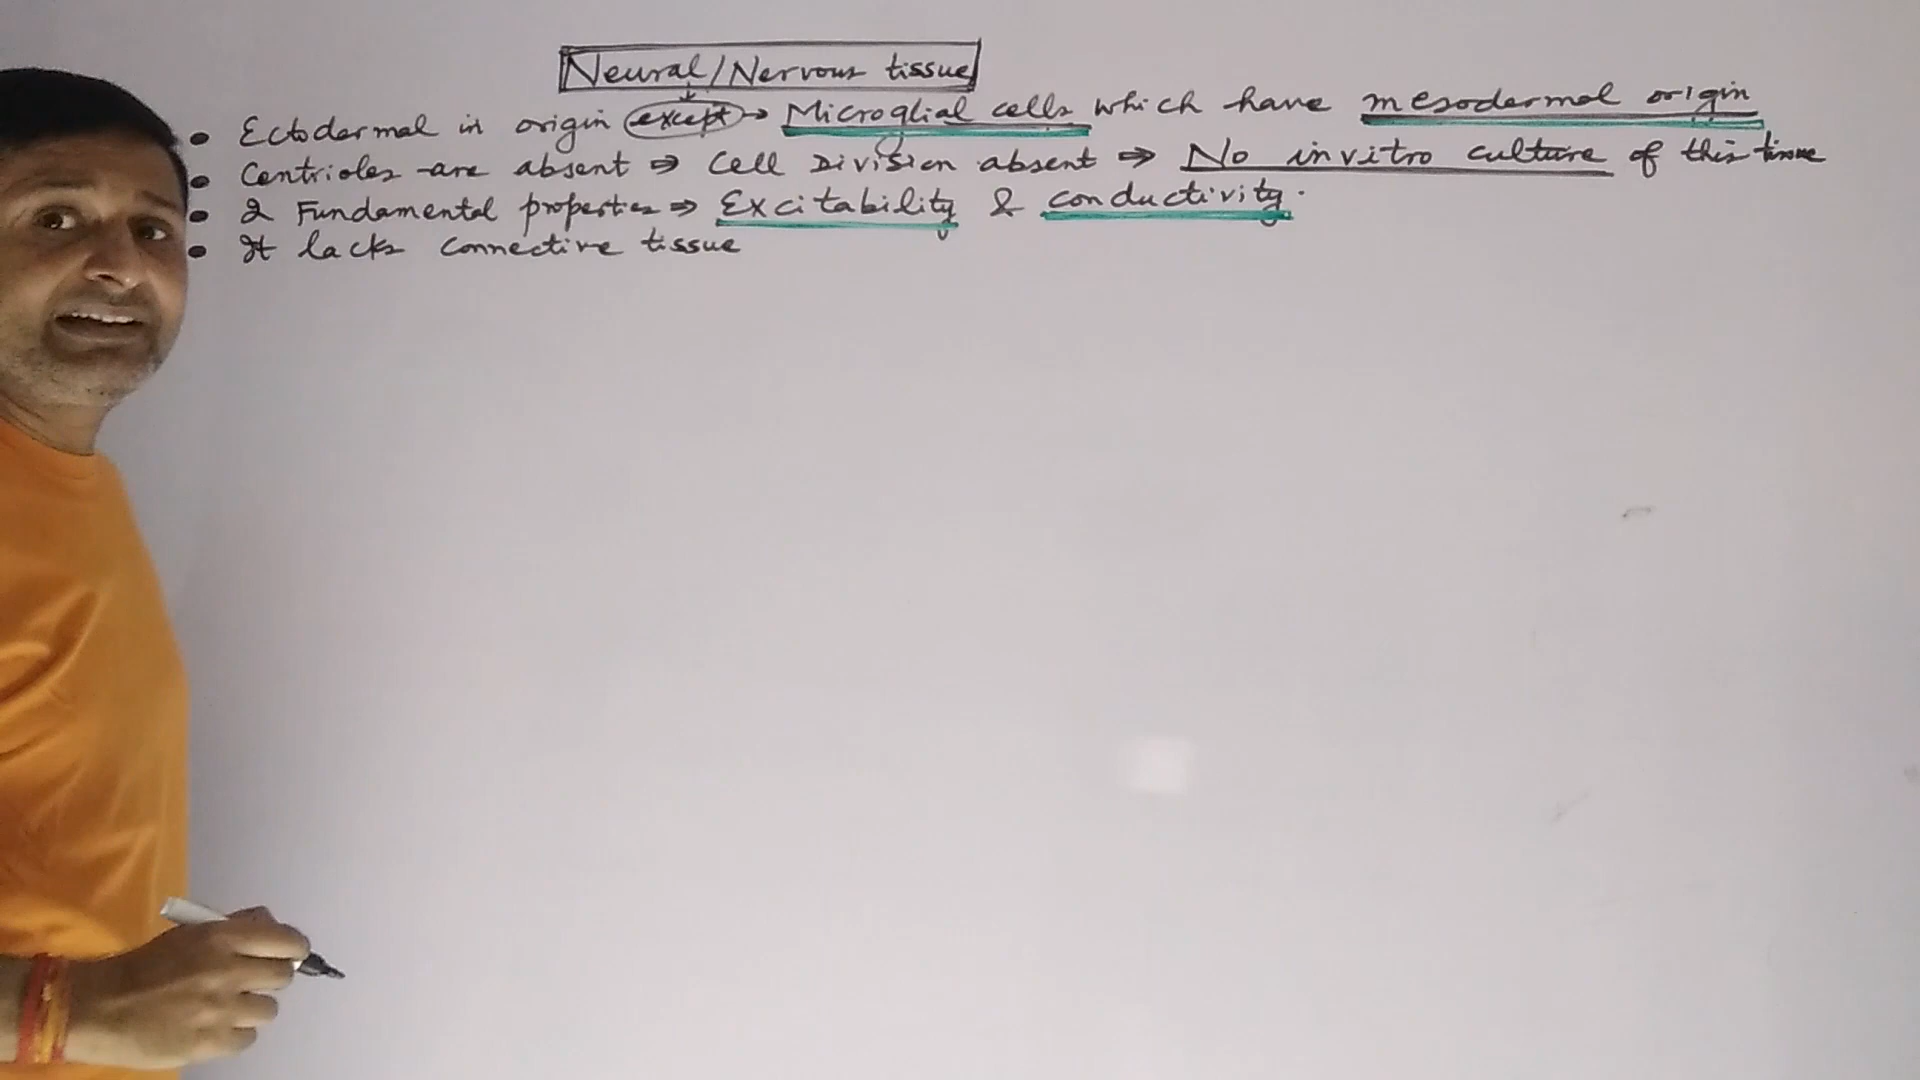 Neural/Nervous tissue
• Ectodermal in origin except → Microglial cells which have mesodermal origin
• Centrioles are absent ⇒ Cell Division absent ⇒ No invitro culture of this tissue
• 2 Fundamental properties ⇒ Excitability & conductivity.
• It lacks connective tissue